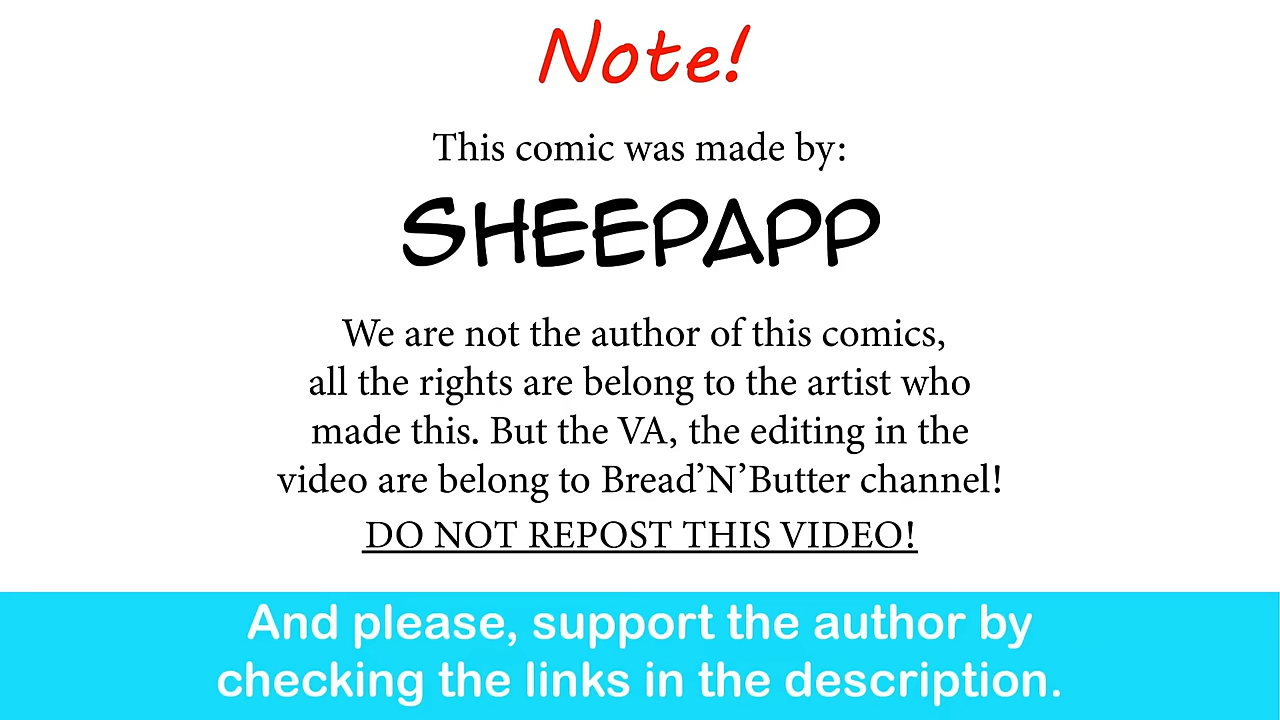 Note!
This comic was made by:
SHEEPAPP
We are not the author of this comics,
all the rights are belong to the artist who
made this. But the VA, the editing in the
video are belong to Bread’N’Butter channel!
DO NOT REPOST THIS VIDEO!
And please, support the author by
checking the links in the description.